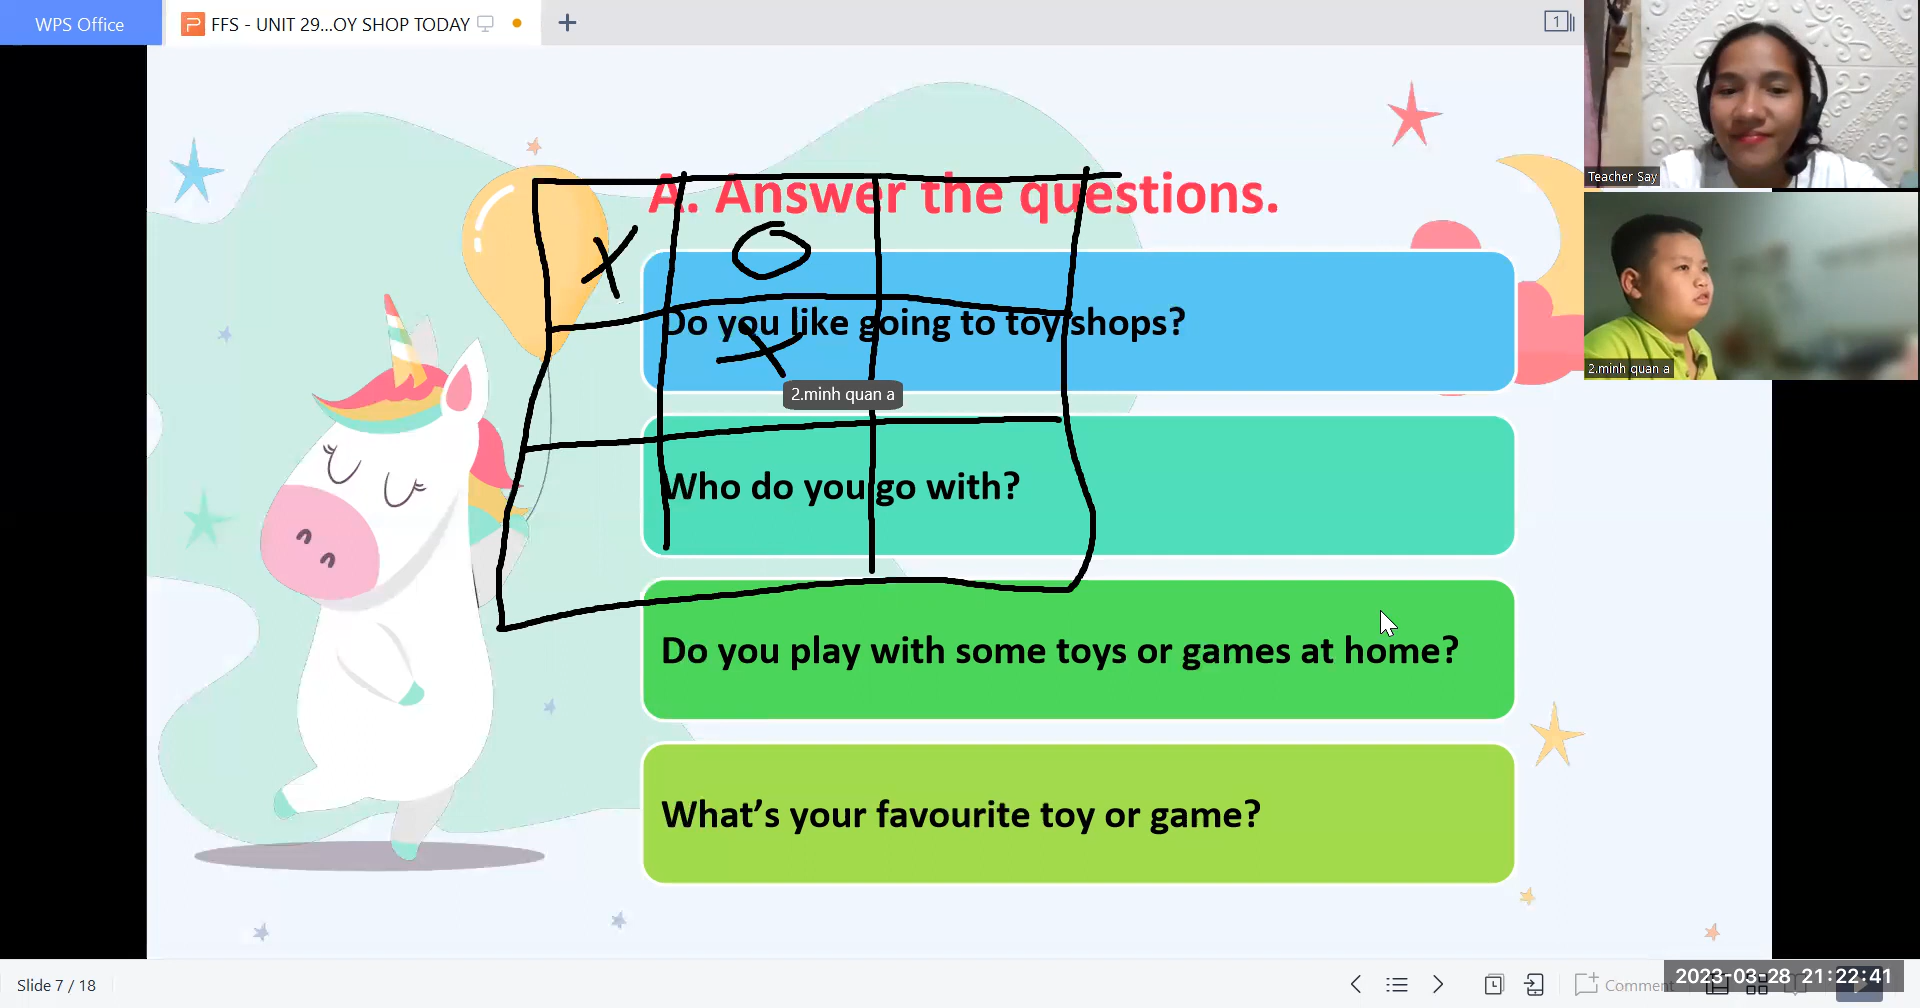 WPS Office
FFS - UNIT 29...OY SHOP TODAY
1
Teacher Say
A. Answer the questions.
X O
Do you like going to toy shops?
X
2.minh quan a
2.minh quan a
Who do you go with?
Do you play with some toys or games at home?
What's your favourite toy or game?
Slide 7 / 18
Comment
2023-03-28 21:22:41